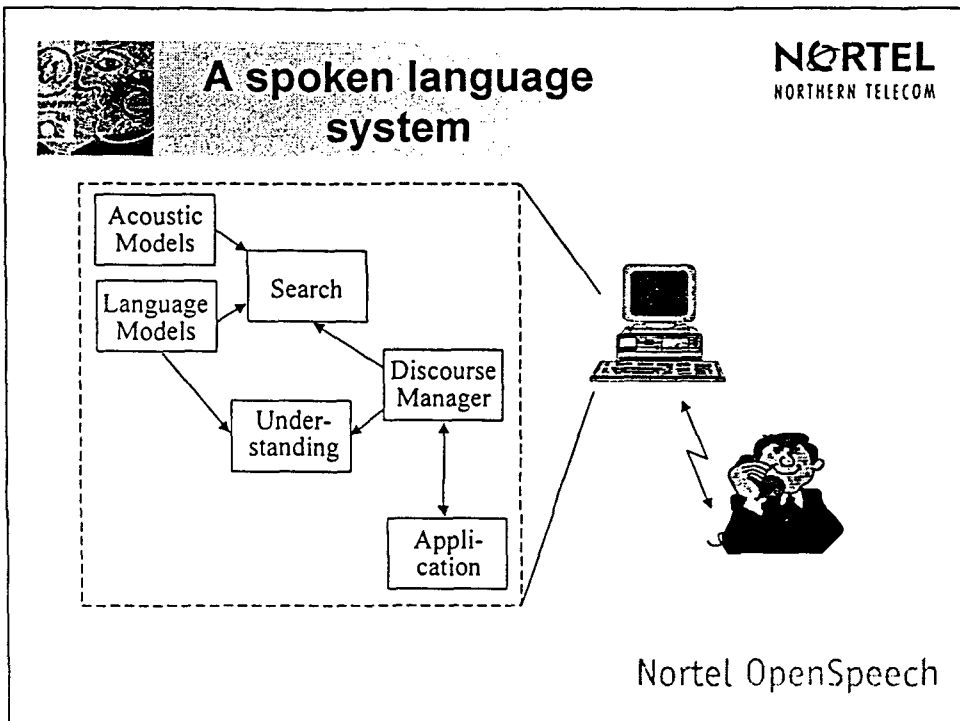 A spoken language
system
NORTEL
NORTHERN TELECOM
Acoustic
Models
Search
Language
Models
Discourse
Manager
Under-
standing
Appli-
cation
Nortel OpenSpeech